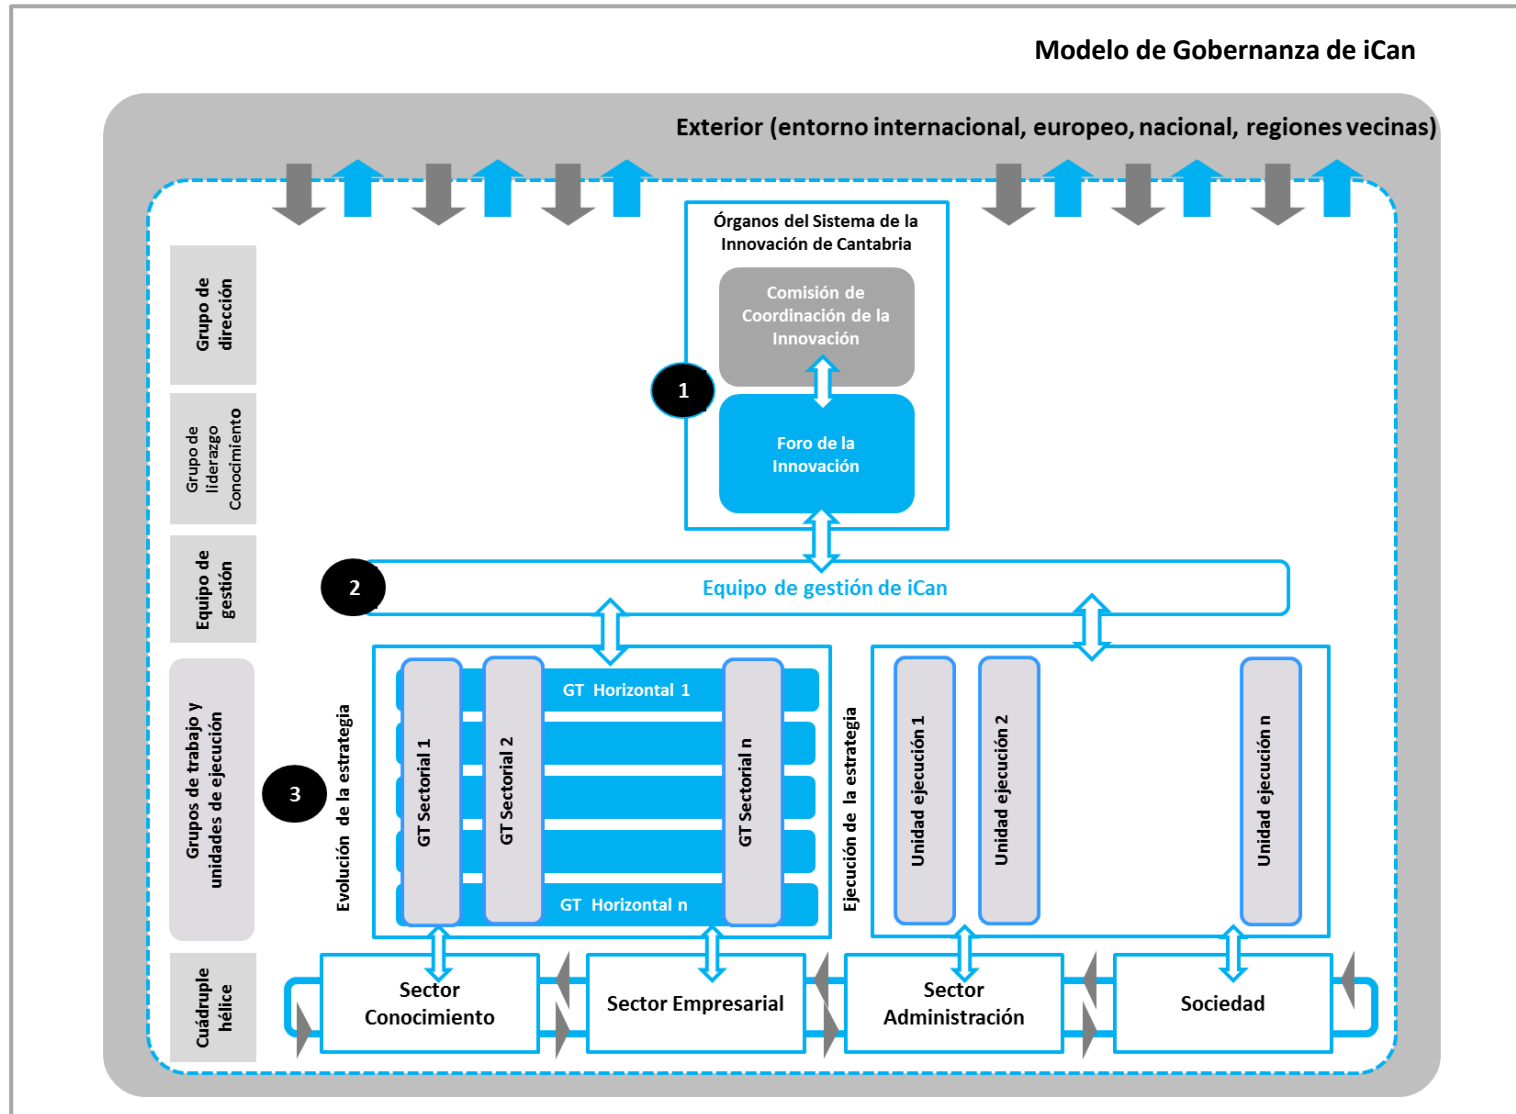 Modelo de Gobernanza de iCan
Exterior (entorno internacional, europeo, nacional, regiones vecinas)
Órganos del Sistema de la
Innovación de Cantabria
Grupo de
dirección
Comisión de
Coordinación de la
Innovación
1
Grupo de
liderazgo
Conocimiento
Foro de la
Innovación
Equipo de
gestión
2
Equipo de gestión de iCan
Grupos de trabajo y
unidades de ejecución
3
Evolución de la estrategia
GT Horizontal 1
GT Sectorial 1
GT Sectorial 2
GT Sectorial n
GT Horizontal n
Ejecución de la estrategia
Unidad ejecución 1
Unidad ejecución 2
Unidad ejecución n
Cuádruple
hélice
Sector
Conocimiento
Sector Empresarial
Sector
Administración
Sociedad